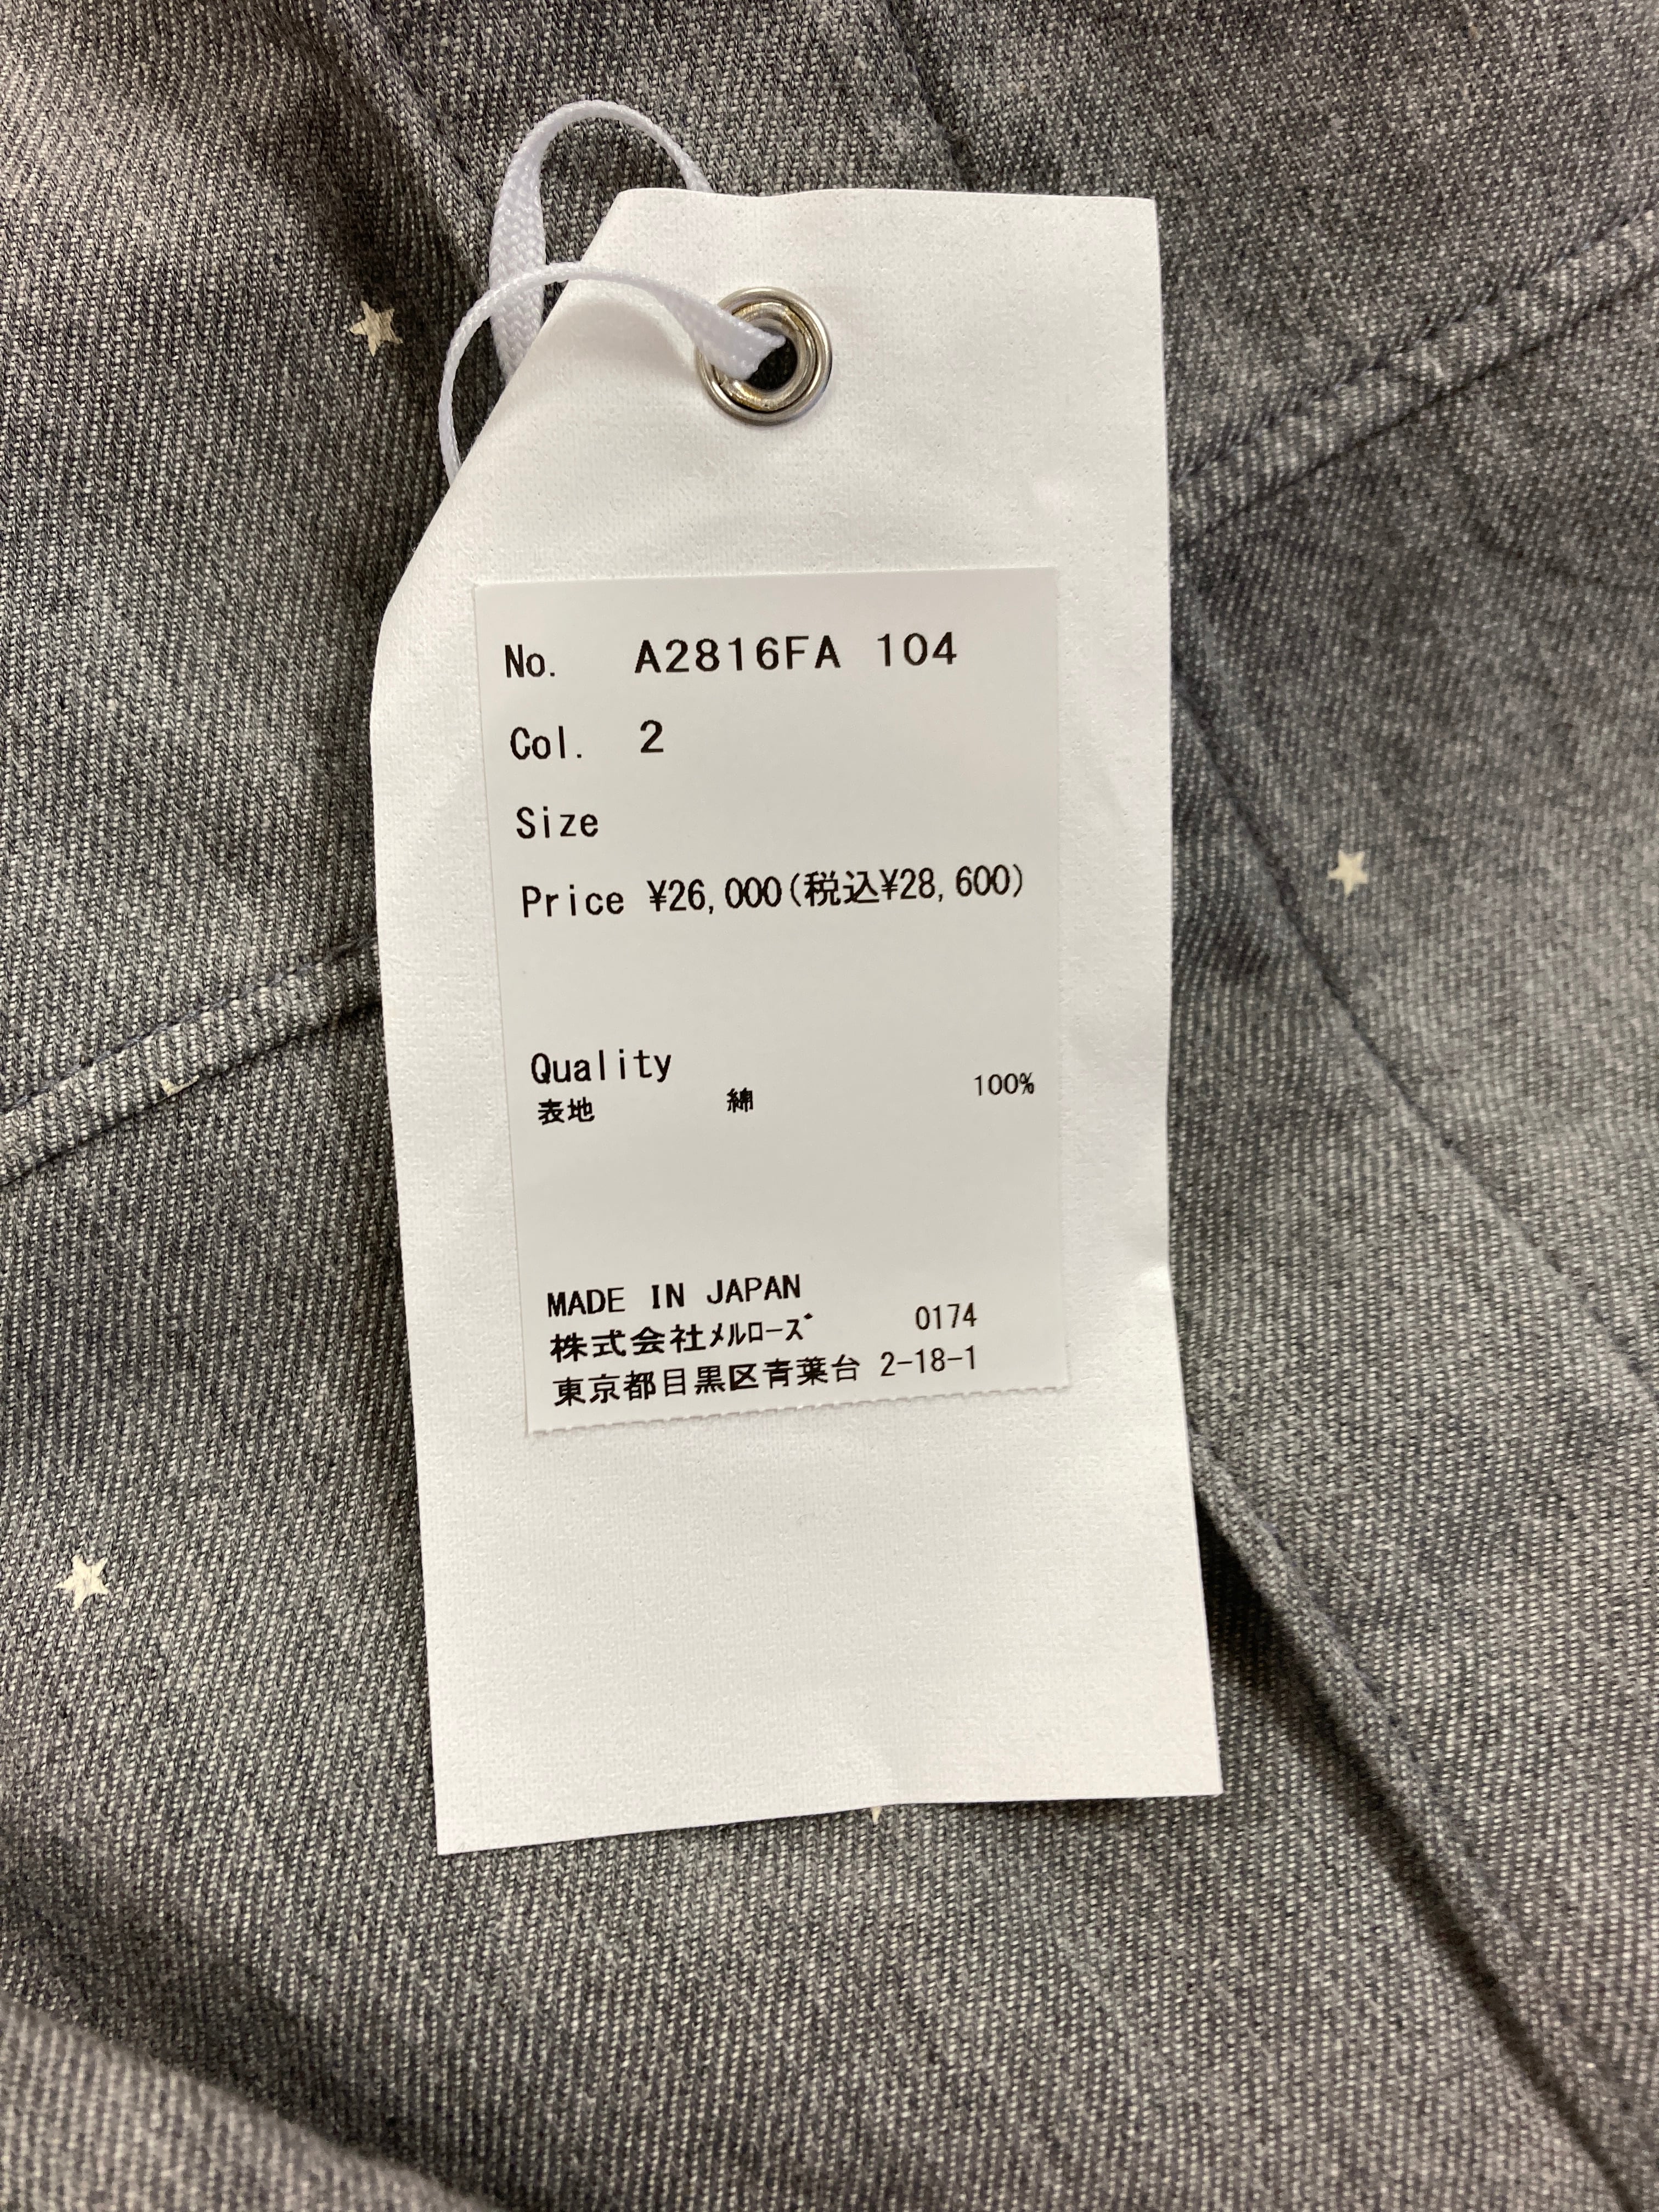 No. A2816FA 104
Col. 2
Size
Price ¥26,000(税込¥28,600)
Quality
表地 綿 100%
MADE IN JAPAN
株式会社ﾒﾙﾛｰｽﾞ 0174
東京都目黒区青葉台 2-18-1